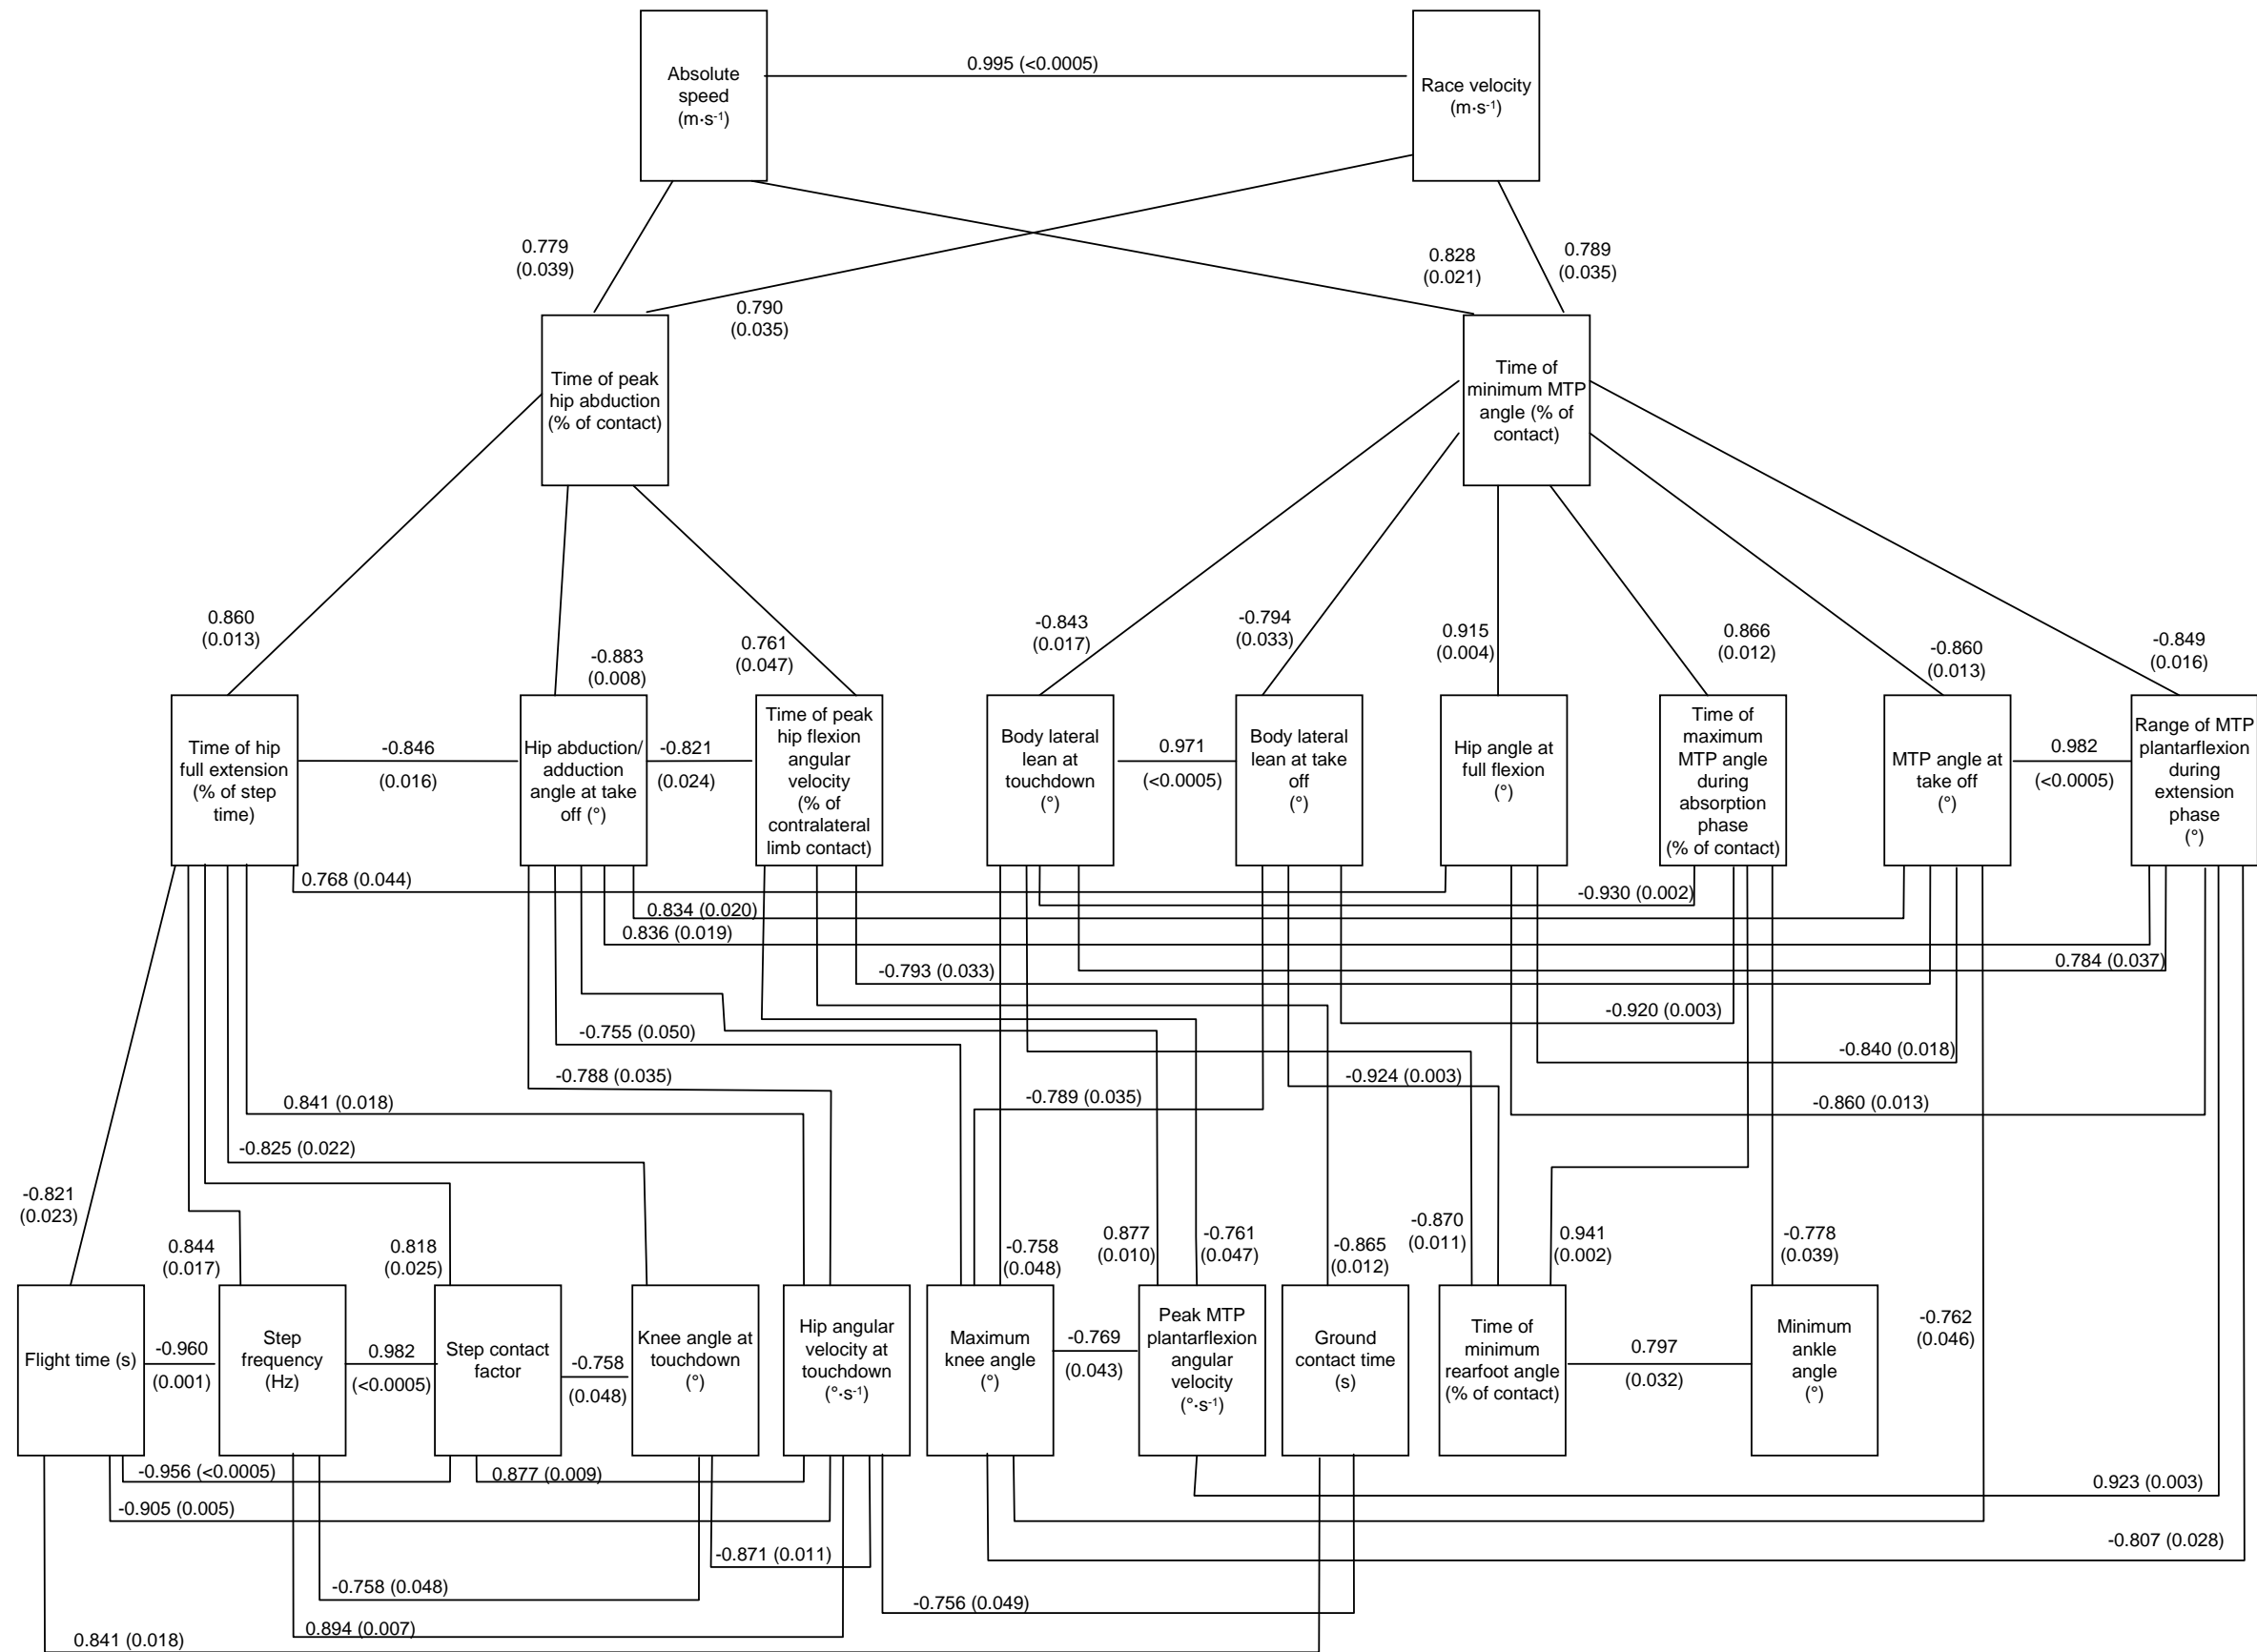 0.995 (<0.0005)
Absolute
speed
(m·s-1)
Race velocity
(m·s-1)
0.779
(0.039)
0.828
(0.021)
0.789
(0.035)
0.790
(0.035)
Time of peak
hip abduction
(% of contact)
Time of
minimum MTP
angle (% of
contact)
0.860
(0.013)
-0.883
(0.008)
0.761
(0.047)
-0.843
(0.017)
-0.794
(0.033)
0.915
(0.004)
0.866
(0.012)
-0.860
(0.013)
-0.849
(0.016)
Time of hip
full extension
(% of step
time)
-0.846
(0.016)
Hip abduction/
adduction
angle at take
off (°)
-0.821
(0.024)
Time of peak
hip flexion
angular
velocity
(% of
contralateral
limb contact)
Body lateral
lean at
touchdown
(°)
0.971
(<0.0005)
Body lateral
lean at take
off
(°)
Hip angle at
full flexion
(°)
Time of
maximum
MTP angle
during
absorption
phase
(% of contact)
MTP angle at
take off
(°)
0.982
(<0.0005)
Range of MTP
plantarflexion
during
extension
phase
(°)
0.768 (0.044)
-0.930 (0.002)
0.834 (0.020)
0.836 (0.019)
-0.793 (0.033)
0.784 (0.037)
-0.920 (0.003)
-0.755 (0.050)
-0.840 (0.018)
-0.788 (0.035)
-0.924 (0.003)
-0.789 (0.035)
0.841 (0.018)
-0.860 (0.013)
-0.825 (0.022)
-0.821
(0.023)
0.844
(0.017)
0.818
(0.025)
-0.758
(0.048)
0.877
(0.010)
-0.761
(0.047)
-0.865
(0.012)
-0.870
(0.011)
0.941
(0.002)
-0.778
(0.039)
-0.762
(0.046)
Flight time (s)
-0.960
(0.001)
Step
frequency
(Hz)
0.982
(<0.0005)
Step contact
factor
-0.758
(0.048)
Knee angle at
touchdown
(°)
Hip angular
velocity at
touchdown
(°·s-1)
Maximum
knee angle
(°)
-0.769
(0.043)
Peak MTP
plantarflexion
angular
velocity
(°·s-1)
Ground
contact time
(s)
Time of
minimum
rearfoot angle
(% of contact)
0.797
(0.032)
Minimum
ankle
angle
(°)
-0.956 (<0.0005)
0.877 (0.009)
0.923 (0.003)
-0.905 (0.005)
-0.807 (0.028)
-0.871 (0.011)
-0.758 (0.048)
-0.756 (0.049)
0.894 (0.007)
0.841 (0.018)